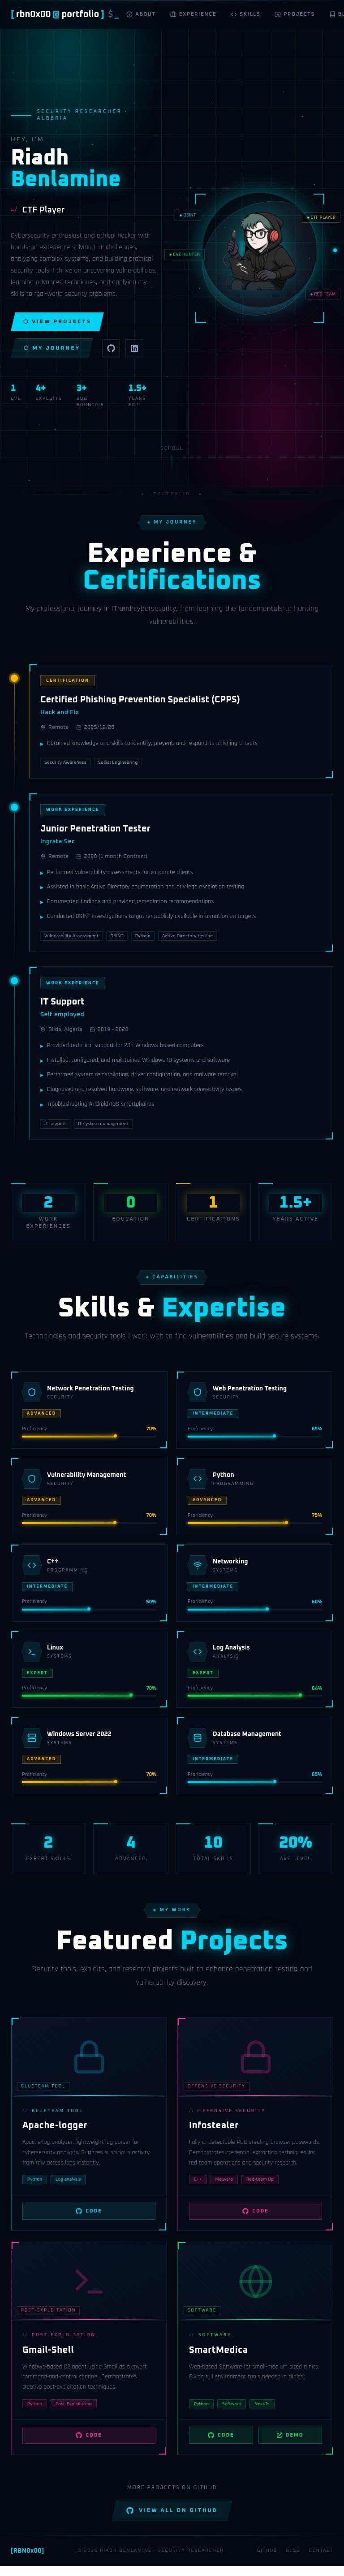 [ rbn0x00 @ portfolio ] $ _
ABOUT
EXPERIENCE
SKILLS
PROJECTS
SECURITY RESEARCHER ·
ALGERIA
HEY, I'M
Riadh
Benlamine
CTF Player
Cybersecurity enthusiast and ethical hacker with
hands-on experience solving CTF challenges,
analyzing complex systems, and building practical
security tools. I thrive on uncovering vulnerabilities,
learning advanced techniques, and applying my
skills to real-world security problems.
OSINT
CTF PLAYER
CVE HUNTER
RED TEAM
VIEW PROJECTS
MY JOURNEY
1
CVE
4+
EXPLOITS
3+
BUG
BOUNTIES
1.5+
YEARS
EXP.
SCROLL
PORTFOLIO
MY JOURNEY
Experience &
Certifications
My professional journey in IT and cybersecurity, from learning the fundamentals to hunting
vulnerabilities.
CERTIFICATION
Certified Phishing Prevention Specialist (CPPS)
Hack and Fix
Remote 2025/12/09
Obtained knowledge and skills to identify, prevent, and respond to phishing threats
Security Awareness
Social Engineering
WORK EXPERIENCE
Junior Penetration Tester
Ingrata Sec
Remote 2020 (1 month Contract)
Performed vulnerability assessments for corporate clients
Assisted in basic Active Directory enumeration and privilege escalation testing
Documented findings and provided remediation recommendations
Conducted OSINT investigations to gather publicly available information on targets
Vulnerability Assessment
OSINT
Python
Active Directory testing
WORK EXPERIENCE
IT Support
Self employed
Blida, Algeria 2019 - 2020
Provided technical support for 20+ Windows-based computers
Installed, configured, and maintained Windows 10 systems and software
Performed system reinstallation, driver configuration, and malware removal
Diagnosed and resolved hardware, software, and network connectivity issues
Troubleshooting Android/iOS smartphones
IT support
IT system management
2
WORK
EXPERIENCES
0
EDUCATION
1
CERTIFICATIONS
1.5+
YEARS ACTIVE
CAPABILITIES
Skills & Expertise
Technologies and security tools I work with to find vulnerabilities and build secure systems.
Network Penetration Testing
SECURITY
ADVANCED
Proficiency 70%
Web Penetration Testing
SECURITY
INTERMEDIATE
Proficiency 65%
Vulnerability Management
SECURITY
ADVANCED
Proficiency 70%
Python
PROGRAMMING
ADVANCED
Proficiency 75%
C++
PROGRAMMING
INTERMEDIATE
Proficiency 50%
Networking
SYSTEMS
INTERMEDIATE
Proficiency 60%
Linux
SYSTEMS
EXPERT
Proficiency 70%
Log Analysis
ANALYSIS
EXPERT
Proficiency
Windows Server 2022
SYSTEMS
ADVANCED
Proficiency 70%
Database Management
SYSTEMS
INTERMEDIATE
Proficiency 65%
2
EXPERT SKILLS
4
ADVANCED
10
TOTAL SKILLS
20%
AVG LEVEL
MY WORK
Featured Projects
Security tools, exploits, and research projects built to enhance penetration testing and
vulnerability discovery.
BLUETEAM TOOL
// BLUETEAM TOOL
Apache-logger
Apache log analyser, lightweight log parser for
cybersecurity analysts. Surfaces suspicious activity
from raw access logs instantly.
Python
Log analysis
CODE
OFFENSIVE SECURITY
// OFFENSIVE SECURITY
Infostealer
Fully undetectable POC stealing browser passwords.
Demonstrates credential extraction techniques for
red team operations and security research.
C++
Malware
Red-team Op
CODE
POST-EXPLOITATION
// POST-EXPLOITATION
Gmail-Shell
Windows-based C2 agent using Gmail as a covert
command-and-control channel. Demonstrates
creative post-exploitation techniques.
Python
Post-Exploitation
CODE
SOFTWARE
// SOFTWARE
SmartMedica
Web-based Software for small-medium sized clinics.
Giving full environment tools needed in clinics
Python
Software
NextJs
CODE
DEMO
MORE PROJECTS ON GITHUB
VIEW ALL ON GITHUB
[RBN0x00]
© 2026 RIADH BENLAMINE · SECURITY RESEARCHER
GITHUB
BLOG
CONTACT